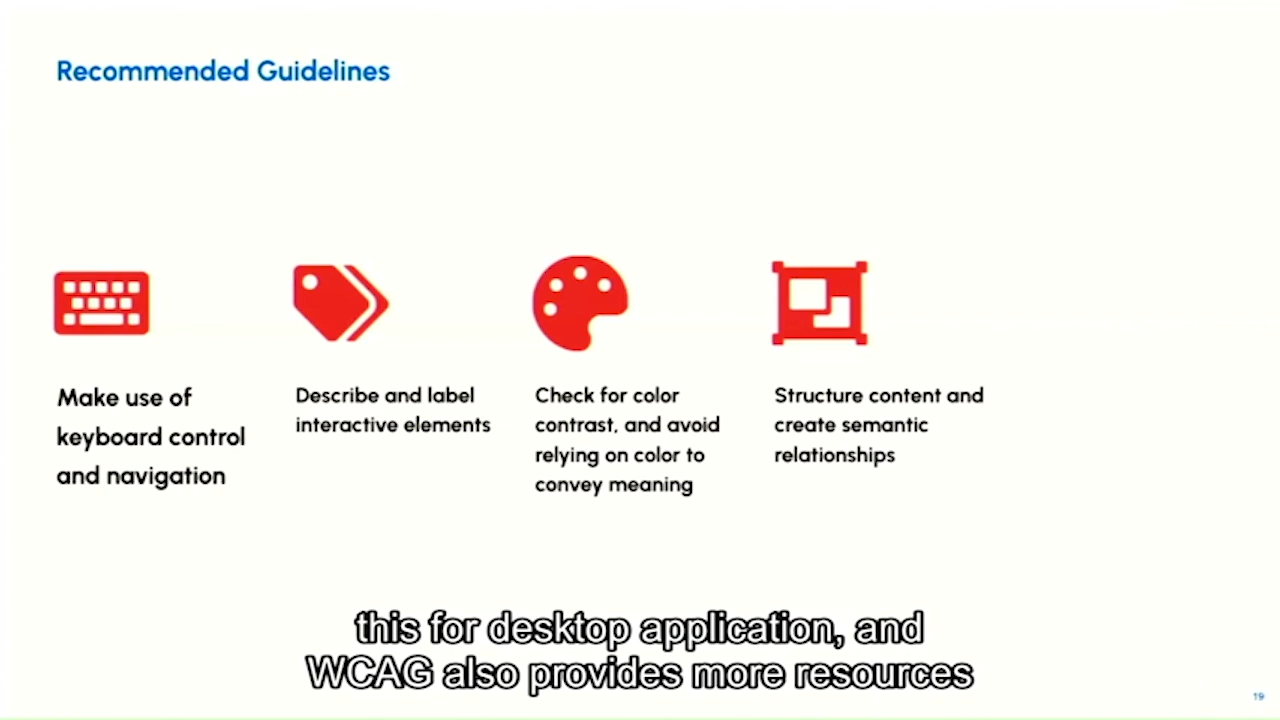 Recommended Guidelines
Make use of
keyboard control
and navigation
Describe and label
interactive elements
Check for color
contrast, and avoid
relying on color to
convey meaning
Structure content and
create semantic
relationships
this for desktop application, and
WCAG also provides more resources
19